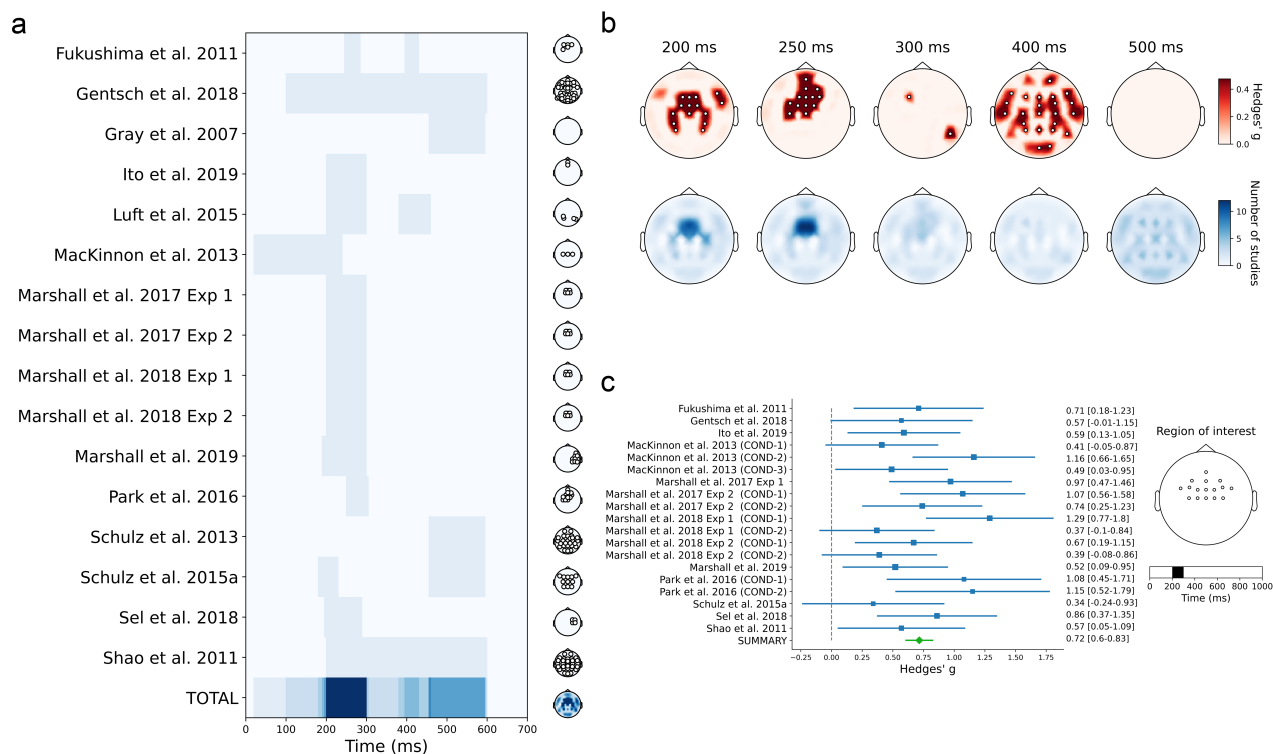 a
Fukushima et al. 2011
Gentsch et al. 2018
Gray et al. 2007
Ito et al. 2019
Luft et al. 2015
MacKinnon et al. 2013
Marshall et al. 2017 Exp 1
Marshall et al. 2017 Exp 2
Marshall et al. 2018 Exp 1
Marshall et al. 2018 Exp 2
Marshall et al. 2019
Park et al. 2016
Schulz et al. 2013
Schulz et al. 2015a
Sel et al. 2018
Shao et al. 2011
TOTAL
0 100 200 300 400 500 600 700
Time (ms)
b
200 ms 250 ms 300 ms 400 ms 500 ms
0.4
0.2
0.0
Hedges' g
10
5
0
Number of studies
c
Fukushima et al. 2011 0.71 [0.18-1.23]
Gentsch et al. 2018 0.57 [-0.01-1.15]
Ito et al. 2019 0.59 [0.13-1.05]
MacKinnon et al. 2013 (COND-1) 0.41 [-0.05-0.87]
MacKinnon et al. 2013 (COND-2) 1.16 [0.66-1.65]
MacKinnon et al. 2013 (COND-3) 0.49 [0.03-0.95]
Marshall et al. 2017 Exp 1 0.97 [0.47-1.46]
Marshall et al. 2017 Exp 2 (COND-1) 1.07 [0.56-1.58]
Marshall et al. 2017 Exp 2 (COND-2) 0.74 [0.25-1.23]
Marshall et al. 2018 Exp 1 (COND-1) 1.29 [0.77-1.8]
Marshall et al. 2018 Exp 1 (COND-2) 0.37 [-0.1-0.84]
Marshall et al. 2018 Exp 2 (COND-1) 0.67 [0.19-1.15]
Marshall et al. 2018 Exp 2 (COND-2) 0.39 [-0.08-0.86]
Marshall et al. 2019 0.52 [0.09-0.95]
Park et al. 2016 (COND-1) 1.08 [0.45-1.71]
Park et al. 2016 (COND-2) 1.15 [0.52-1.79]
Schulz et al. 2015a 0.34 [-0.24-0.93]
Sel et al. 2018 0.86 [0.37-1.35]
Shao et al. 2011 0.57 [0.05-1.09]
SUMMARY 0.72 [0.6-0.83]
−0.25 0.00 0.25 0.50 0.75 1.00 1.25 1.50 1.75
Hedges' g
Region of interest
0 200 400 600 800 1000
Time (ms)